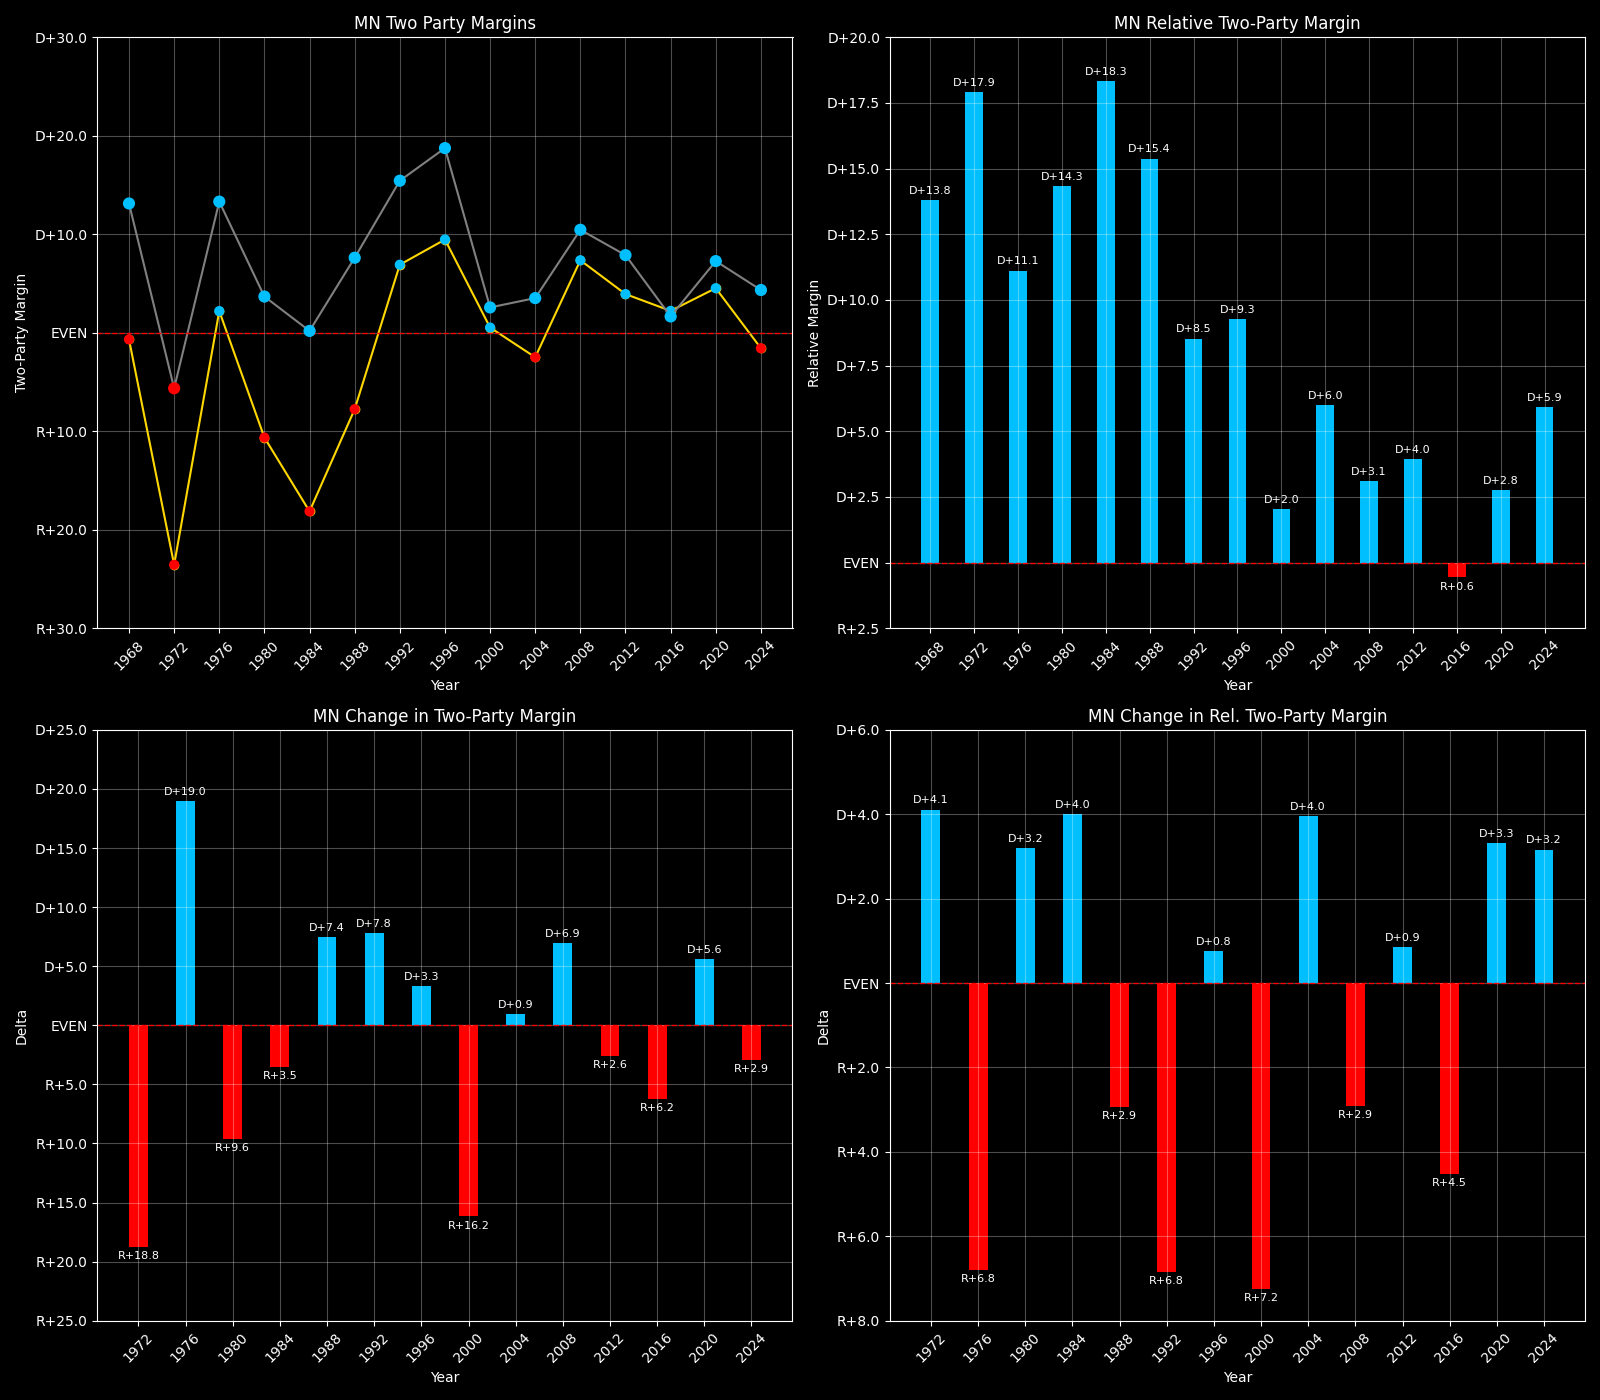 MN Two Party Margins
D+30.0
D+20.0
D+10.0
EVEN
R+10.0
R+20.0
R+30.0
Two-Party Margin
1968 1972 1976 1980 1984 1988 1992 1996 2000 2004 2008 2012 2016 2020 2024
Year
MN Relative Two-Party Margin
D+20.0
D+17.5
D+15.0
D+12.5
D+10.0
D+7.5
D+5.0
D+2.5
EVEN
R+2.5
Relative Margin
D+13.8 D+17.9 D+11.1 D+14.3 D+18.3 D+15.4 D+8.5 D+9.3 D+2.0 D+6.0 D+3.1 D+4.0 R+0.6 D+2.8 D+5.9
1968 1972 1976 1980 1984 1988 1992 1996 2000 2004 2008 2012 2016 2020 2024
Year
MN Change in Two-Party Margin
D+25.0
D+20.0
D+15.0
D+10.0
D+5.0
EVEN
R+5.0
R+10.0
R+15.0
R+20.0
R+25.0
Delta
R+18.8 D+19.0 R+9.6 R+3.5 D+7.4 D+7.8 D+3.3 R+16.2 D+0.9 D+6.9 R+2.6 R+6.2 D+5.6 R+2.9
1972 1976 1980 1984 1988 1992 1996 2000 2004 2008 2012 2016 2020 2024
Year
MN Change in Rel. Two-Party Margin
D+6.0
D+4.0
D+2.0
EVEN
R+2.0
R+4.0
R+6.0
R+8.0
Delta
D+4.1 R+6.8 D+3.2 D+4.0 R+2.9 R+6.8 D+0.8 R+7.2 D+4.0 R+2.9 D+0.9 R+4.5 D+3.3 D+3.2
1972 1976 1980 1984 1988 1992 1996 2000 2004 2008 2012 2016 2020 2024
Year